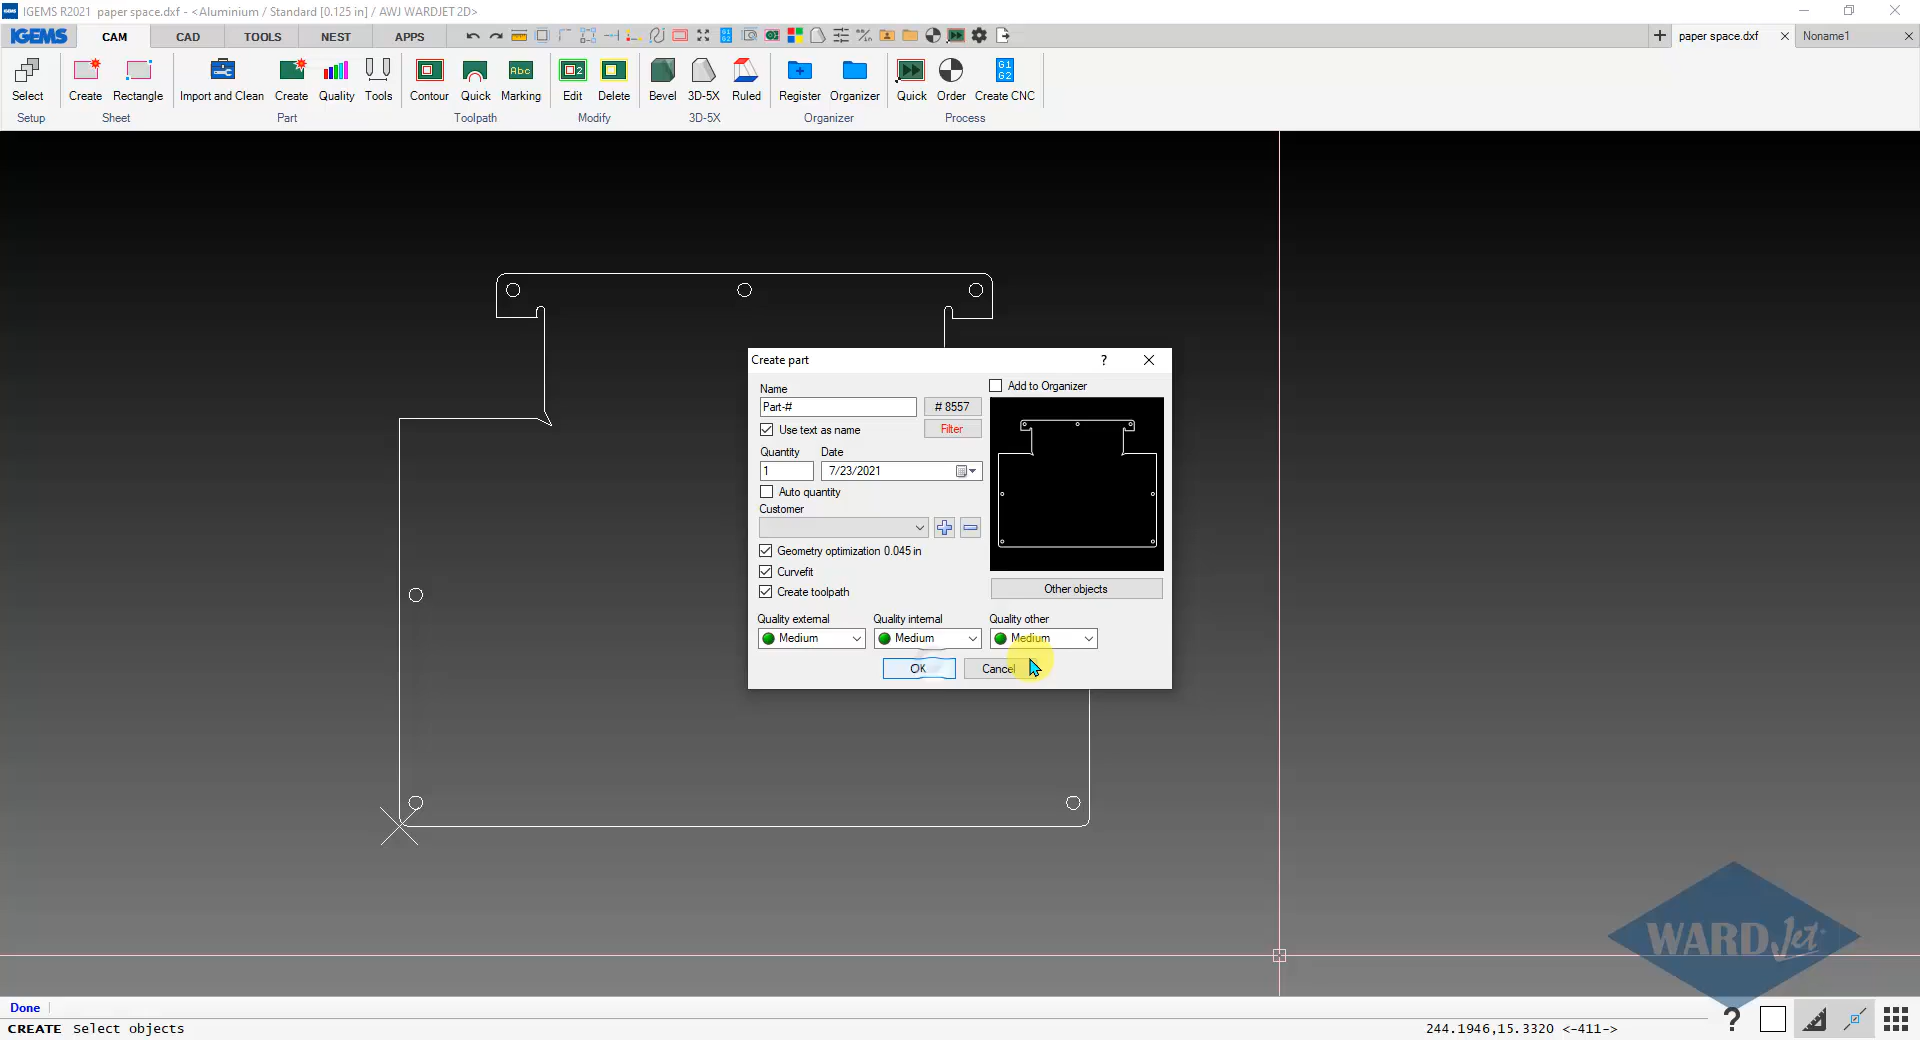 IGEMS R2021 paper space.dxf - <Aluminium / Standard [0.125 in] / AWJ WARDJET 2D>
IGEMS CAM CAD TOOLS NEST APPS paper space.dxf Noname1
Select Create Rectangle Import and Clean Create Quality Tools Contour Quick Marking Edit Delete Bevel 3D-5X Ruled Register Organizer Quick Order Create CNC
Setup Sheet Part Toolpath Modify 3D-5X Organizer Process
Create part ?
Name Add to Organizer
Part-# # 8557
Use text as name Filter
Quantity Date
1 7/23/2021
Auto quantity
Customer
Geometry optimization 0.045 in
Curvefit
Create toolpath Other objects
Quality external Quality internal Quality other
Medium Medium Medium
OK Cancel
WARDJet
Done
CREATE Select objects 244.1946,15.3320 <-411->